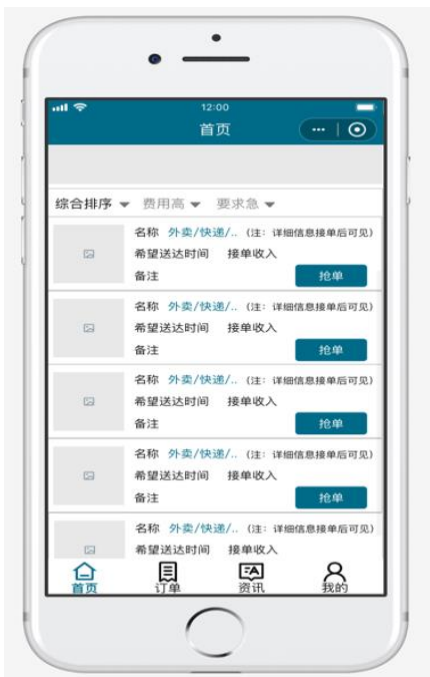 12:00
首页
综合排序 费用高 要求急
名称 外卖/快递/.. (注: 详细信息接单后可见)
希望送达时间 接单收入
备注 抢单
名称 外卖/快递/.. (注: 详细信息接单后可见)
希望送达时间 接单收入
备注 抢单
名称 外卖/快递/.. (注: 详细信息接单后可见)
希望送达时间 接单收入
备注 抢单
名称 外卖/快递/.. (注: 详细信息接单后可见)
希望送达时间 接单收入
备注 抢单
名称 外卖/快递/.. (注: 详细信息接单后可见)
希望送达时间 接单收入
首页 订单 资讯 我的